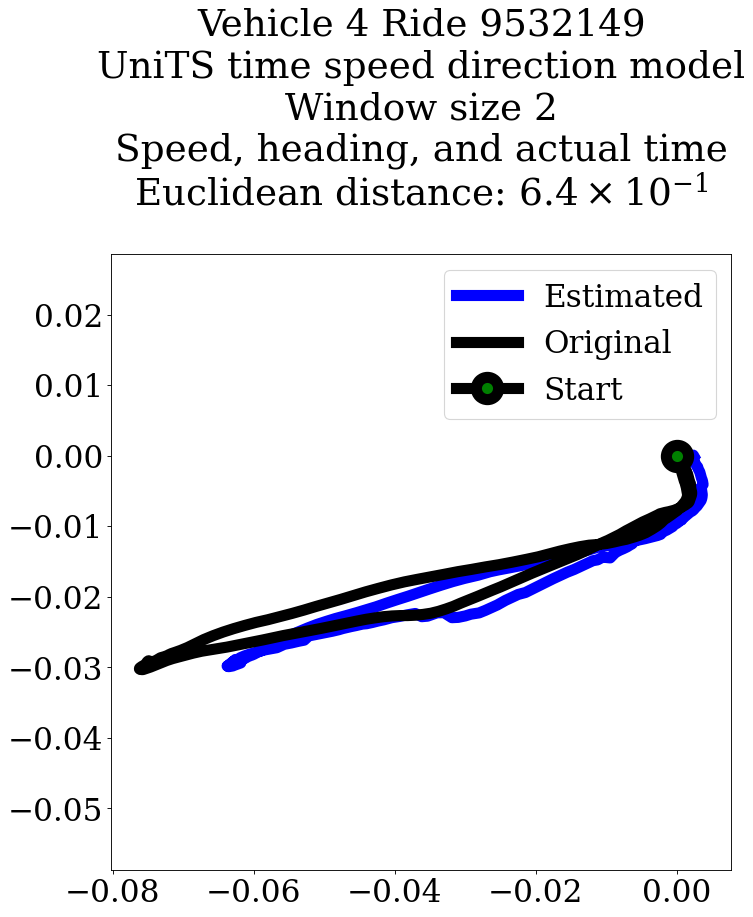 Vehicle 4 Ride 9532149
UniTS time speed direction model
Window size 2
Speed, heading, and actual time
Euclidean distance: 6.4 × 10⁻¹
Estimated
Original
Start
0.02
0.01
0.00
−0.01
−0.02
−0.03
−0.04
−0.05
−0.08 −0.06 −0.04 −0.02 0.00